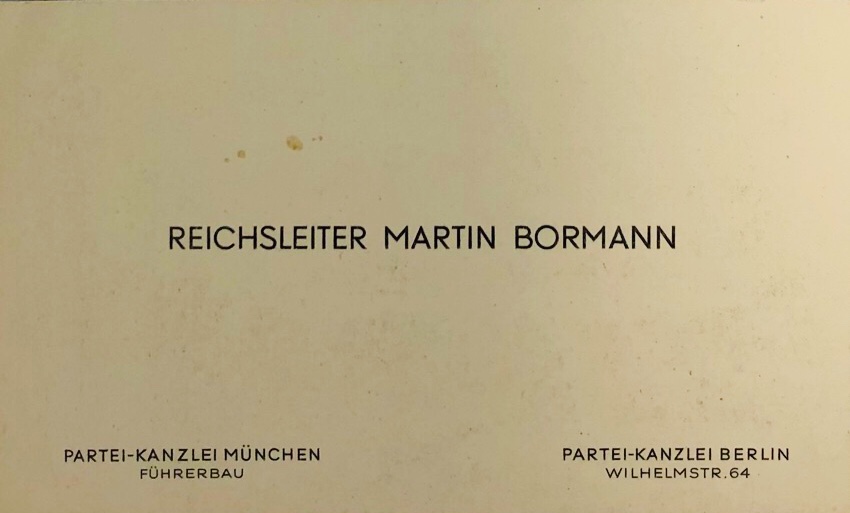 REICHSLEITER MARTIN BORMANN
PARTEI-KANZLEI MÜNCHEN
FÜHRERBAU
PARTEI-KANZLEI BERLIN
WILHELMSTR.64